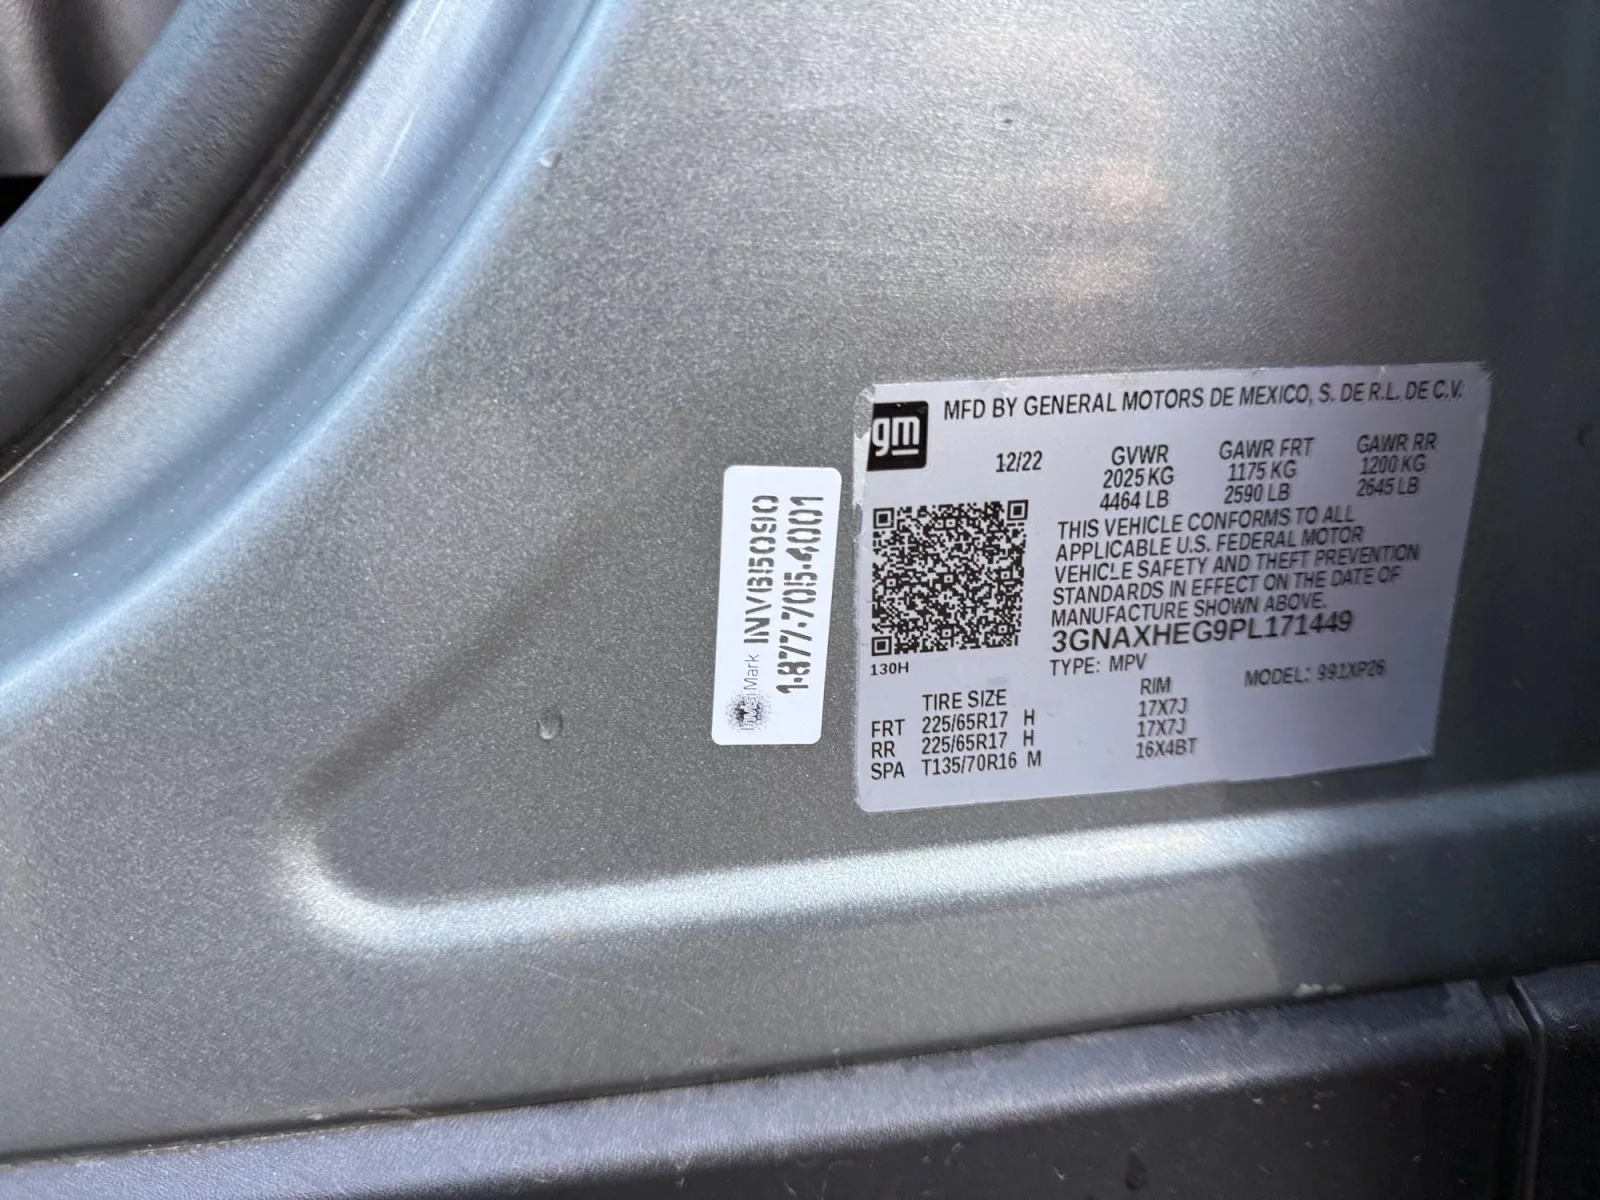 gm
MFD BY GENERAL MOTORS DE MEXICO, S. DE R.L. DE C.V.
12/22
GVWR
2025 KG
4464 LB
GAWR FRT
1175 KG
2590 LB
GAWR RR
1200 KG
2645 LB
THIS VEHICLE CONFORMS TO ALL
APPLICABLE U.S. FEDERAL MOTOR
VEHICLE SAFETY AND THEFT PREVENTION
STANDARDS IN EFFECT ON THE DATE OF
MANUFACTURE SHOWN ABOVE.
3GNAXHEG9PL171449
130H
TYPE: MPV
MODEL: 991XP26
TIRE SIZE
RIM
FRT 225/65R17 H 17X7J
RR 225/65R17 H 17X7J
SPA T135/70R16 M 16X4BT
Mark INVB5090
1-877-705-4001